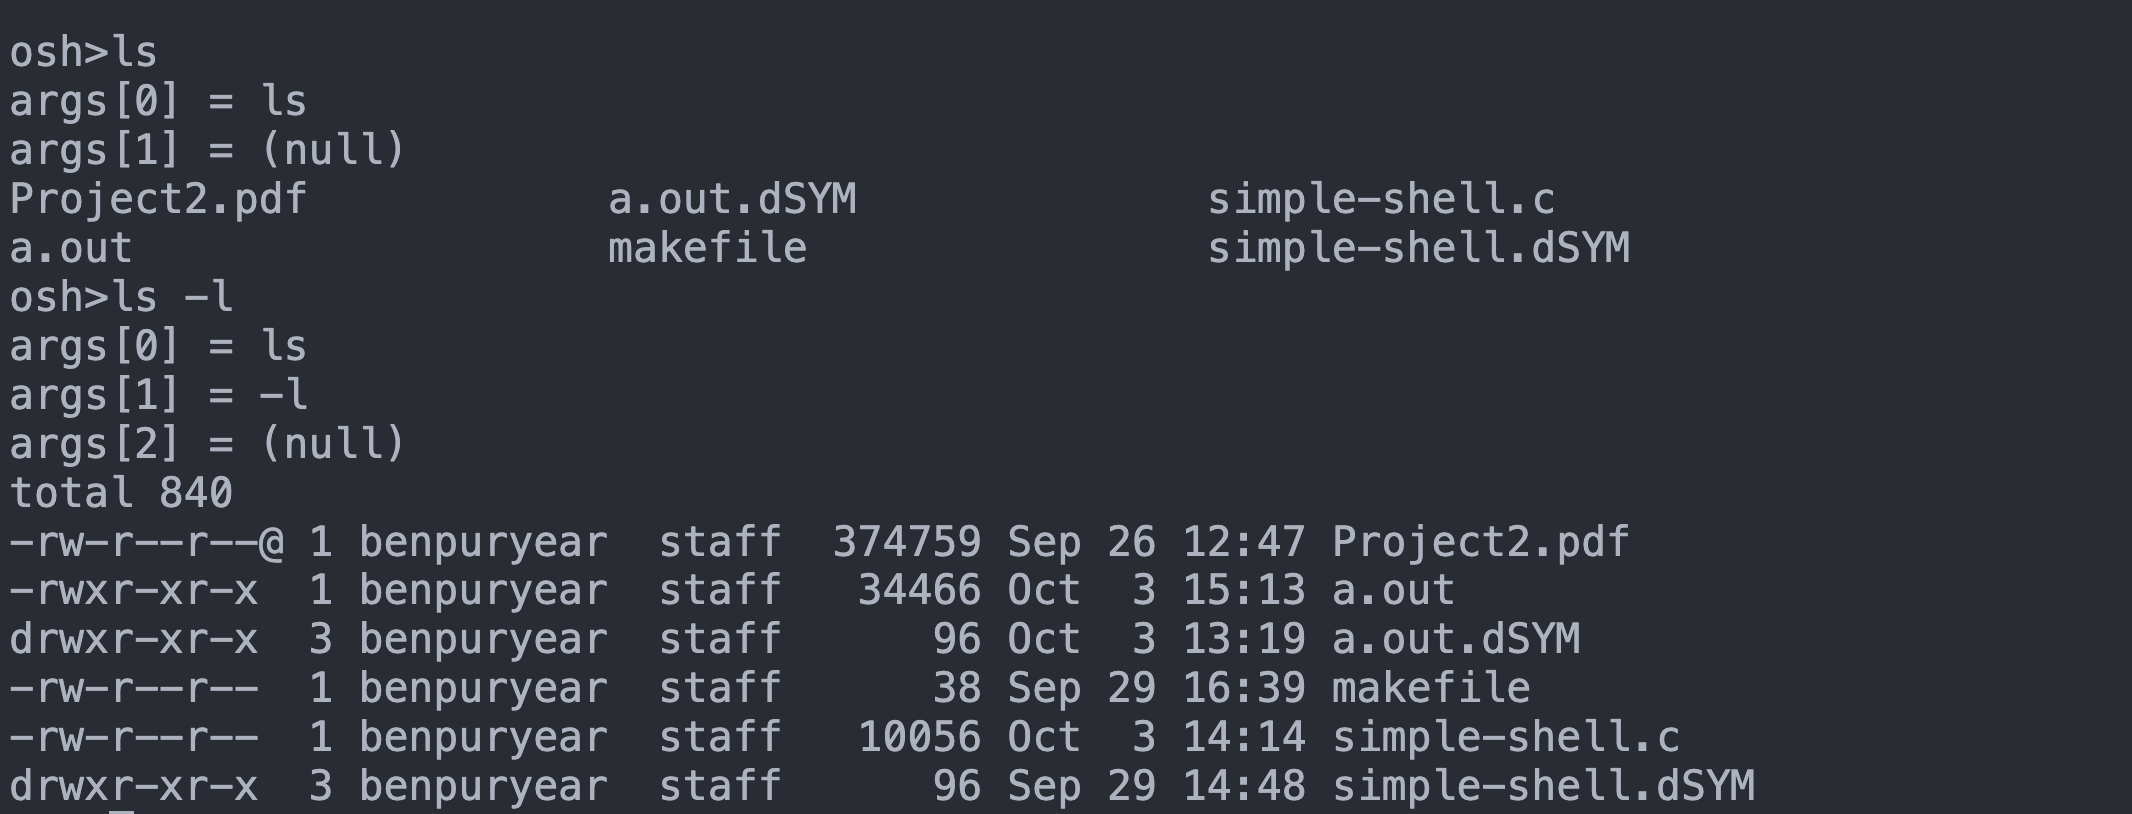 osh>ls
args[0] = ls
args[1] = (null)
Project2.pdf            a.out.dSYM              simple-shell.c
a.out                   makefile                simple-shell.dSYM
osh>ls -l
args[0] = ls
args[1] = -l
args[2] = (null)
total 840
-rw-r--r--@ 1 benpuryear  staff  374759 Sep 26 12:47 Project2.pdf
-rwxr-xr-x  1 benpuryear  staff   34466 Oct  3 15:13 a.out
drwxr-xr-x  3 benpuryear  staff      96 Oct  3 13:19 a.out.dSYM
-rw-r--r--  1 benpuryear  staff      38 Sep 29 16:39 makefile
-rw-r--r--  1 benpuryear  staff   10056 Oct  3 14:14 simple-shell.c
drwxr-xr-x  3 benpuryear  staff      96 Sep 29 14:48 simple-shell.dSYM